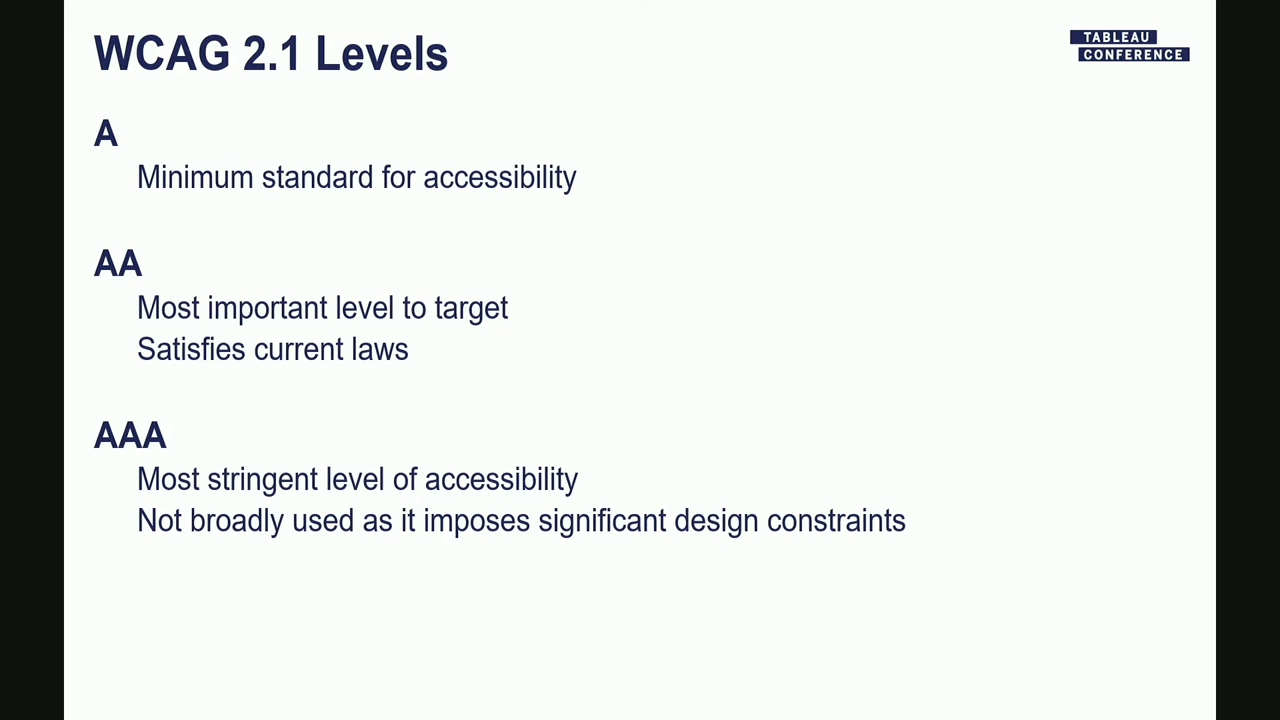 WCAG 2.1 Levels
TABLEAU
CONFERENCE
A
Minimum standard for accessibility
AA
Most important level to target
Satisfies current laws
AAA
Most stringent level of accessibility
Not broadly used as it imposes significant design constraints